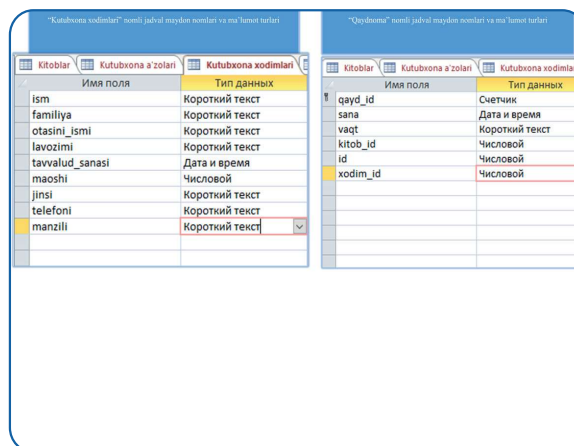 “Kutubxona xodimlari” nomli jadval maydon nomlari va ma’lumot turlari
Kitoblar Kutubxona a'zolari Kutubxona xodimlari
Имя поля Тип данных
ism Короткий текст
familiya Короткий текст
otasini_ismi Короткий текст
lavozimi Короткий текст
tavvalud_sanasi Дата и время
maoshi Числовой
jinsi Короткий текст
telefoni Короткий текст
manzili Короткий текст
“Qaydnoma” nomli jadval maydon nomlari va ma’lumot turlari
Kitoblar Kutubxona a'zolari Kutubxona xodimla
Имя поля Тип данных
qayd_id Счетчик
sana Дата и время
vaqt Короткий текст
kitob_id Числовой
id Числовой
xodim_id Числовой